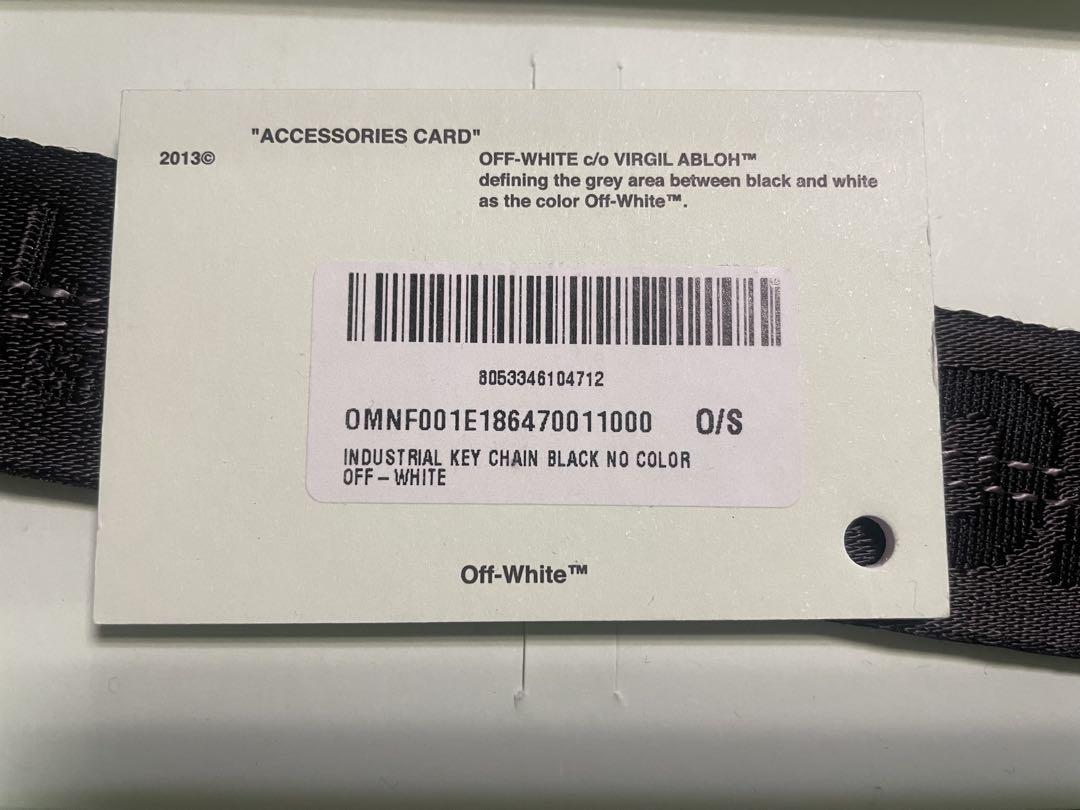 "ACCESSORIES CARD"
2013©
OFF-WHITE c/o VIRGIL ABLOH™
defining the grey area between black and white
as the color Off-White™.
8053346104712
OMNF001E186470011000 O/S
INDUSTRIAL KEY CHAIN BLACK NO COLOR
OFF-WHITE
Off-White™